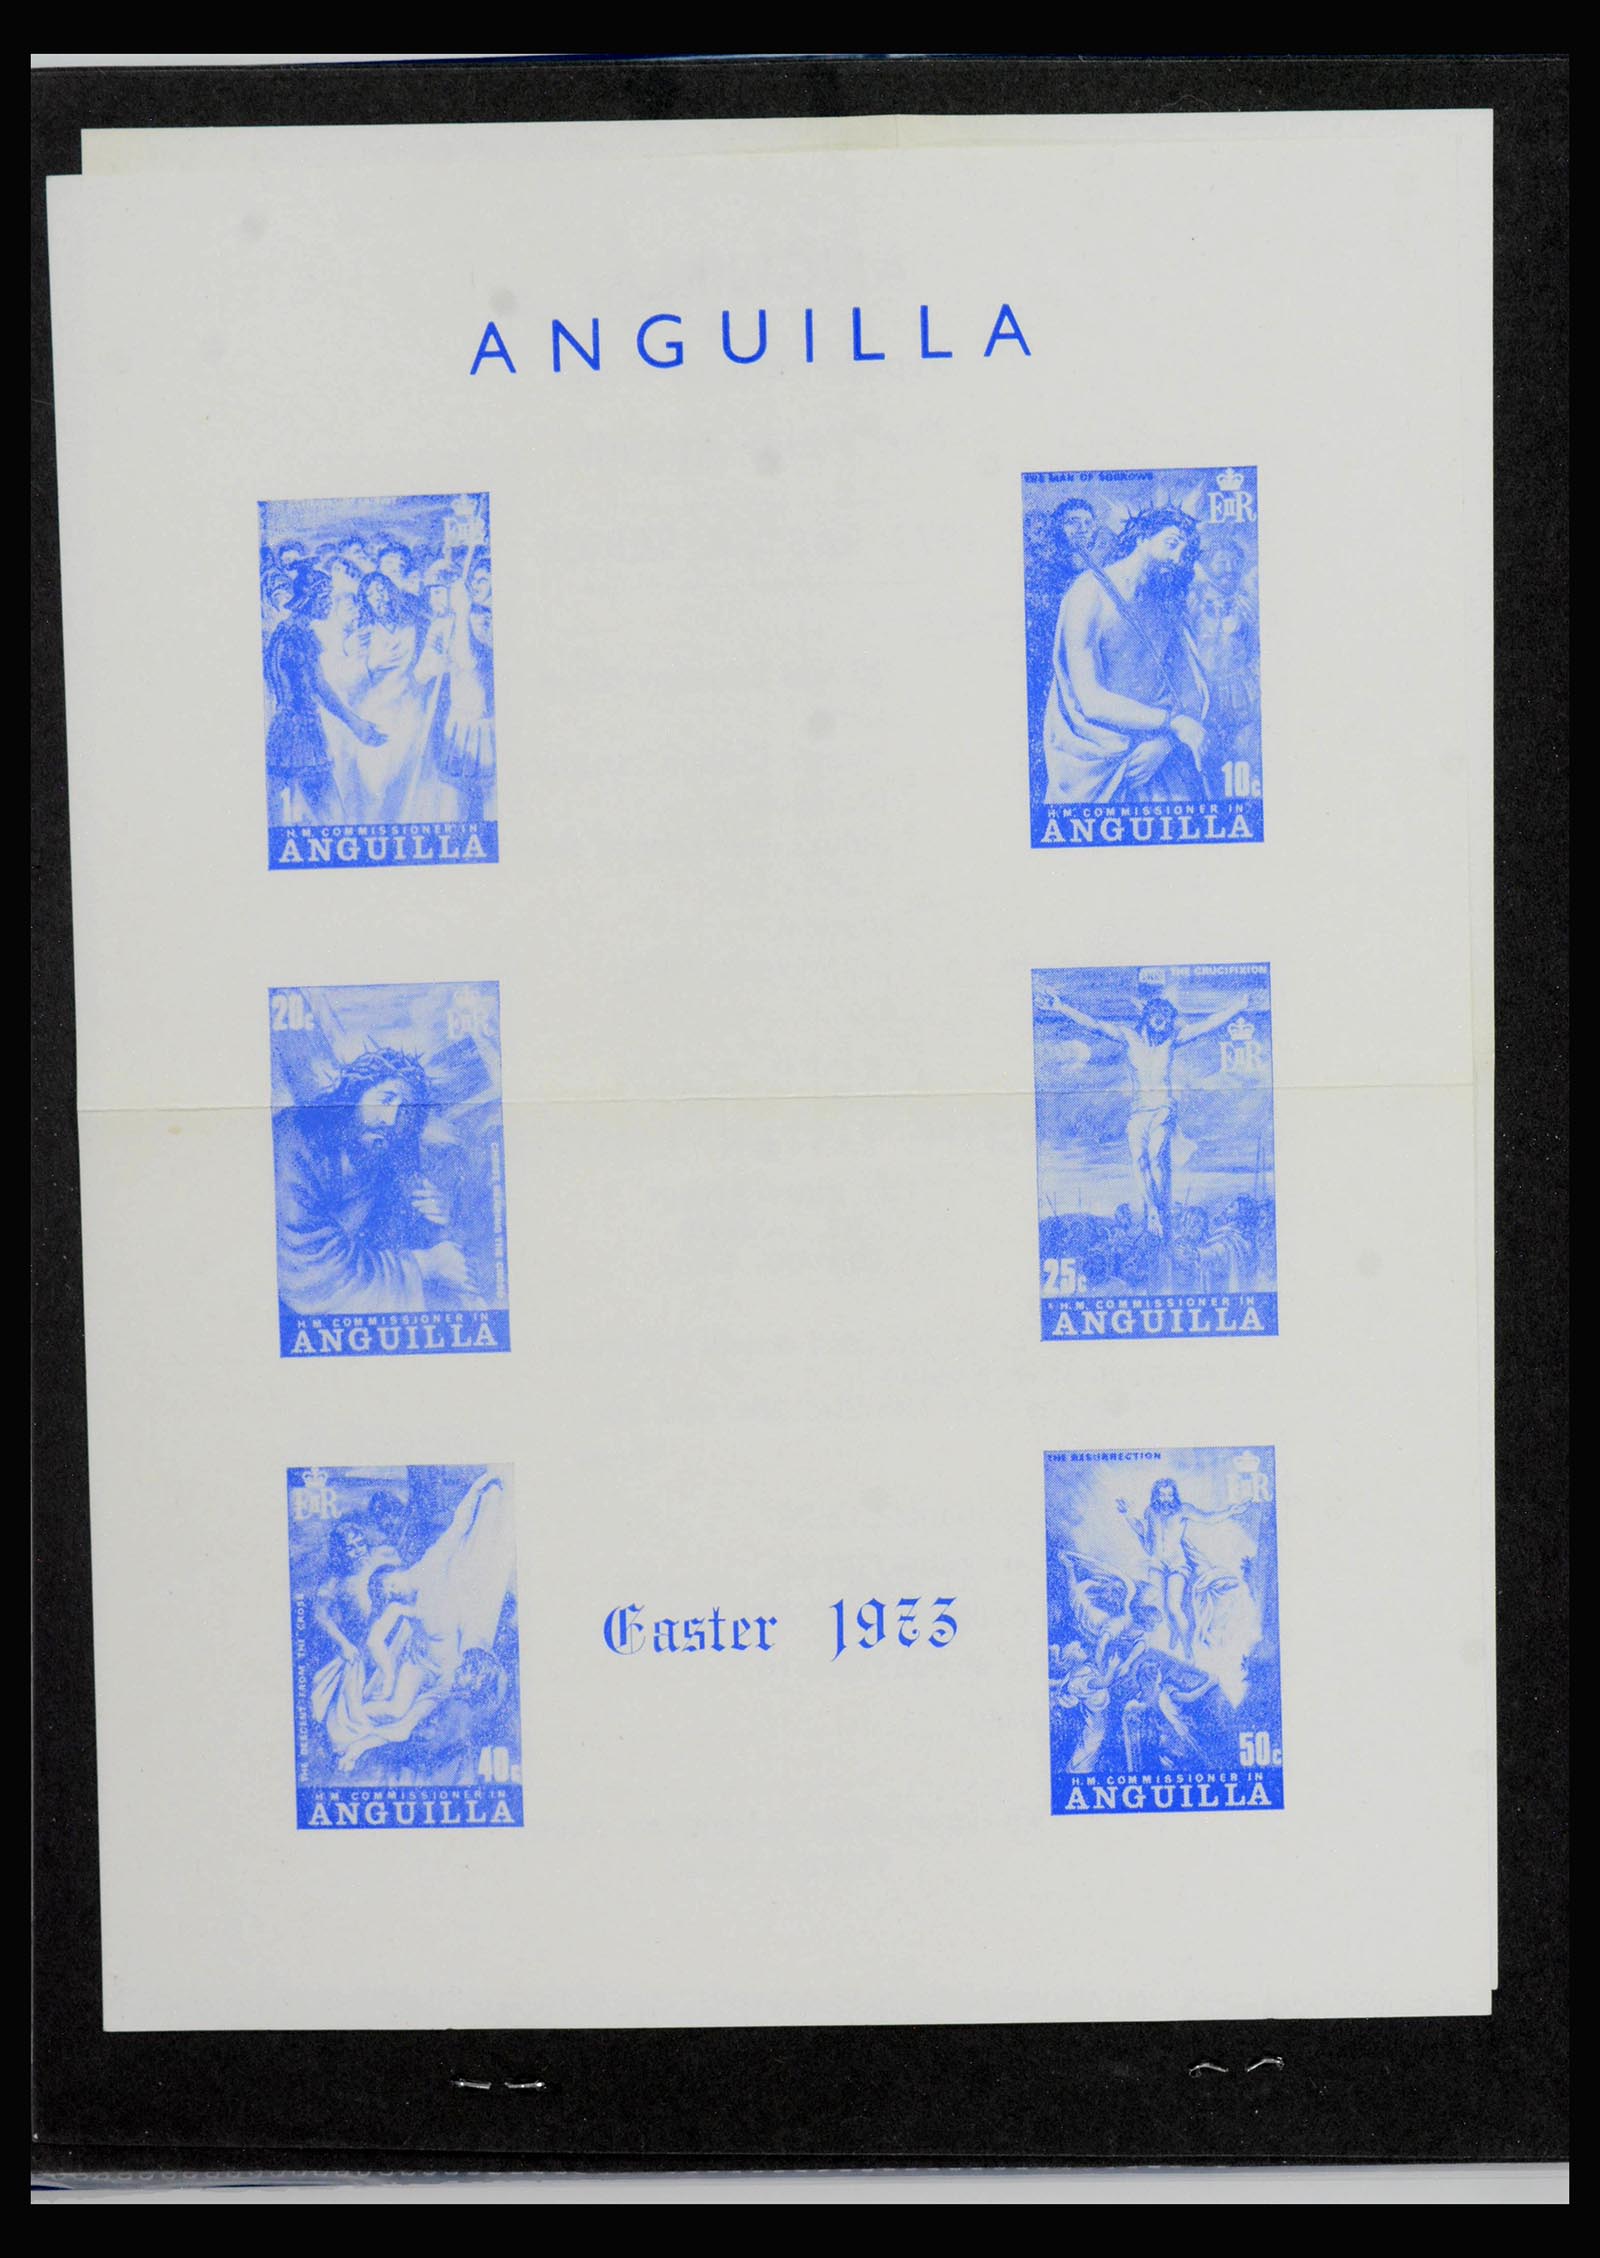 ANGUILLA
EIIR
1
H.M. COMMISSIONER IN
ANGUILLA
THE MAN OF SORROWS
EIIR
10c
H.M. COMMISSIONER IN
ANGUILLA
20c
EIIR
CHRIST BEARING THE CROSS
H.M. COMMISSIONER IN
ANGUILLA
THE CRUCIFIXION
EIIR
25c
H.M. COMMISSIONER IN
ANGUILLA
EIIR
THE DESCENT FROM THE CROSS
40c
H.M. COMMISSIONER IN
ANGUILLA
Easter 1973
THE RESURRECTION
EIIR
50c
H.M. COMMISSIONER IN
ANGUILLA